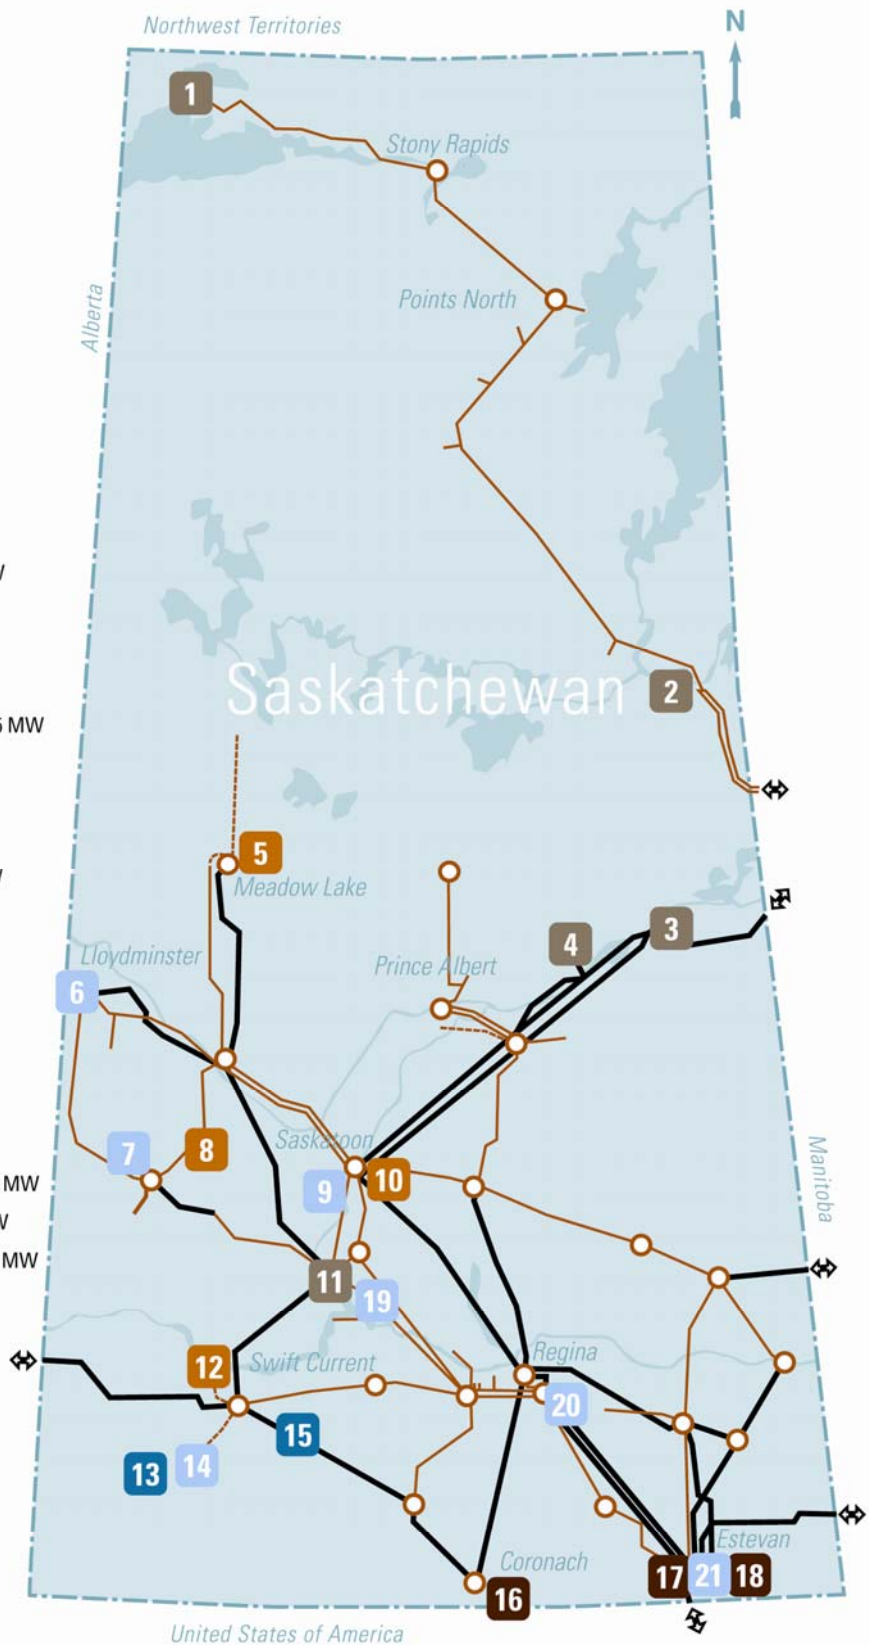 Northwest Territories
N
1
Stony Rapids
Points North
Alberta
Saskatchewan
2
MW
5
Meadow Lake
3
4
Lloydminster
Prince Albert
6
Saskatoon
7
8
9
10
Manitoba
MW
MW
11
19
Regina
12
Swift Current
20
15
13
14
Estevan
Coronach
17
21
18
16
United States of America